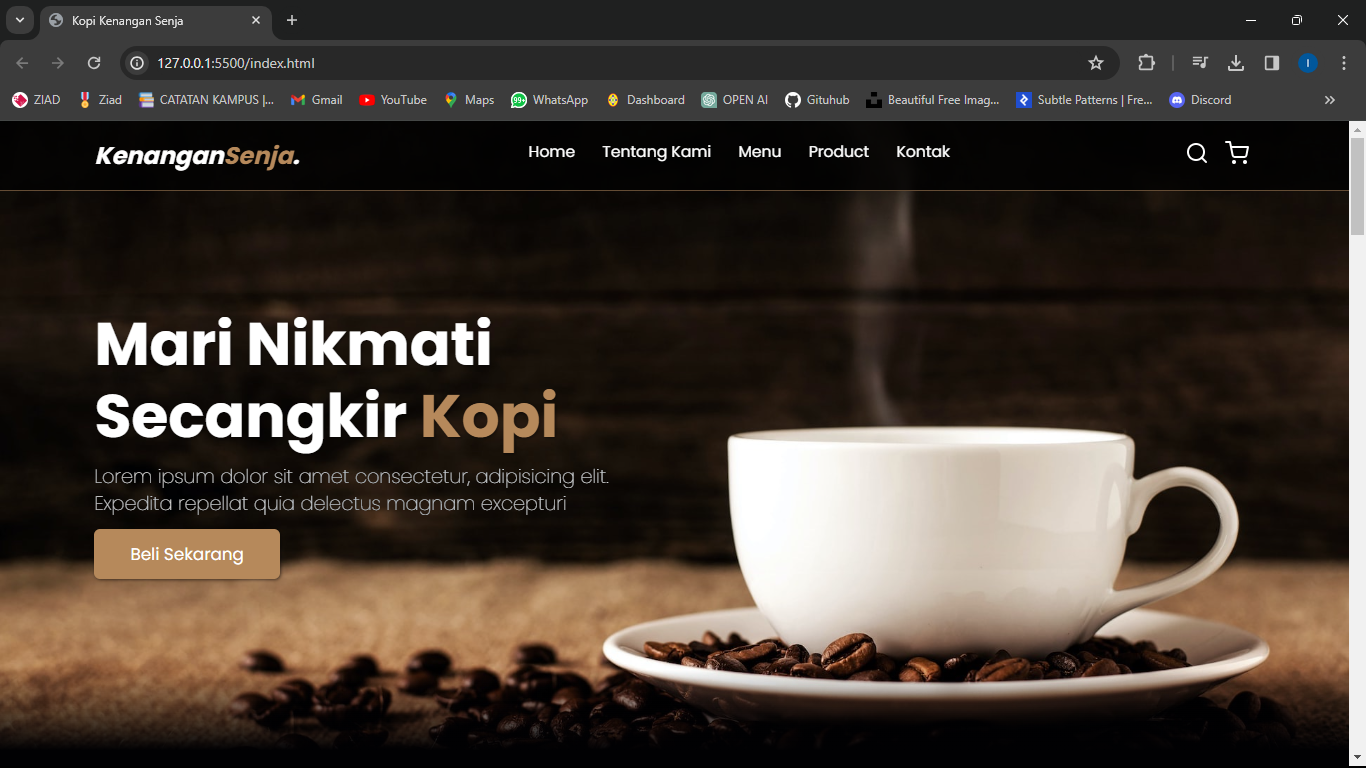 Kopi Kenangan Senja
127.0.0.1:5500/index.html
ZIAD
Ziad
CATATAN KAMPUS |...
Gmail
YouTube
Maps
99+
WhatsApp
Dashboard
OPEN AI
Gituhub
Beautiful Free Imag...
Subtle Patterns | Fre...
Discord
I
KenanganSenja.
Home
Tentang Kami
Menu
Product
Kontak
Mari Nikmati
Secangkir Kopi
Lorem ipsum dolor sit amet consectetur, adipisicing elit.
Expedita repellat quia delectus magnam excepturi
Beli Sekarang